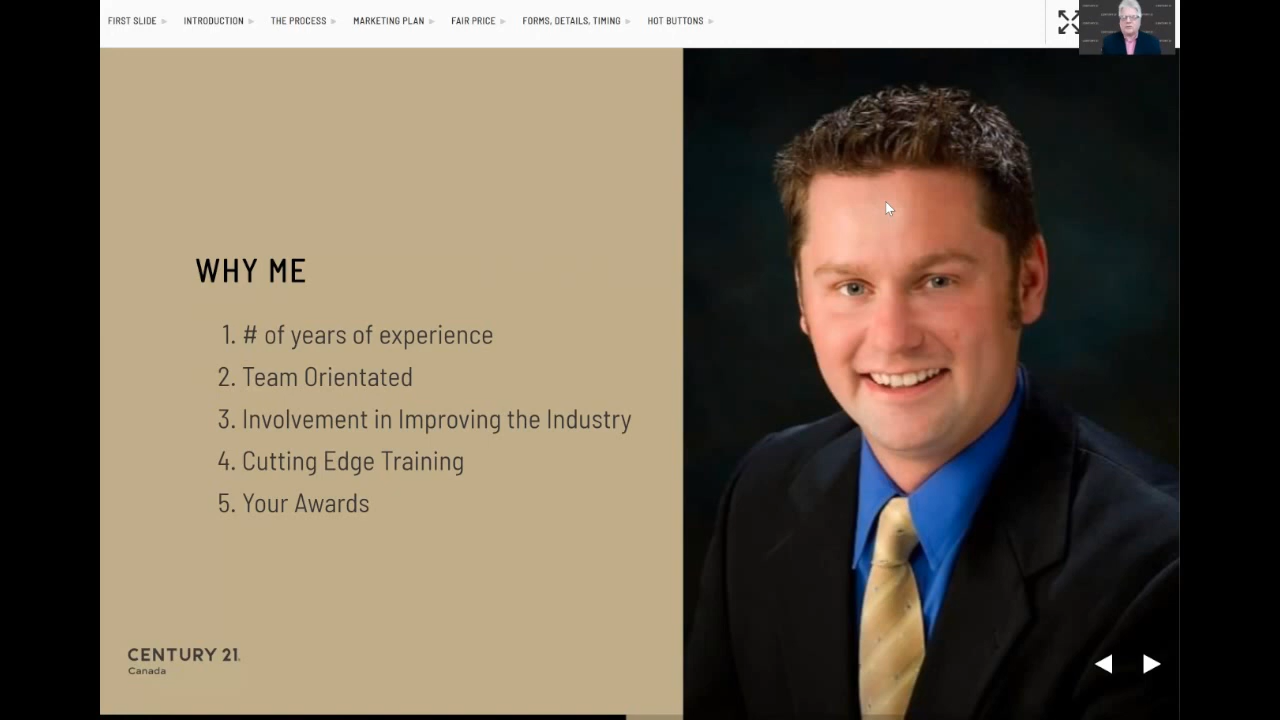 FIRST SLIDE
INTRODUCTION
THE PROCESS
MARKETING PLAN
FAIR PRICE
FORMS, DETAILS, TIMING
HOT BUTTONS
WHY ME
1. # of years of experience
2. Team Orientated
3. Involvement in Improving the Industry
4. Cutting Edge Training
5. Your Awards
CENTURY 21.
Canada